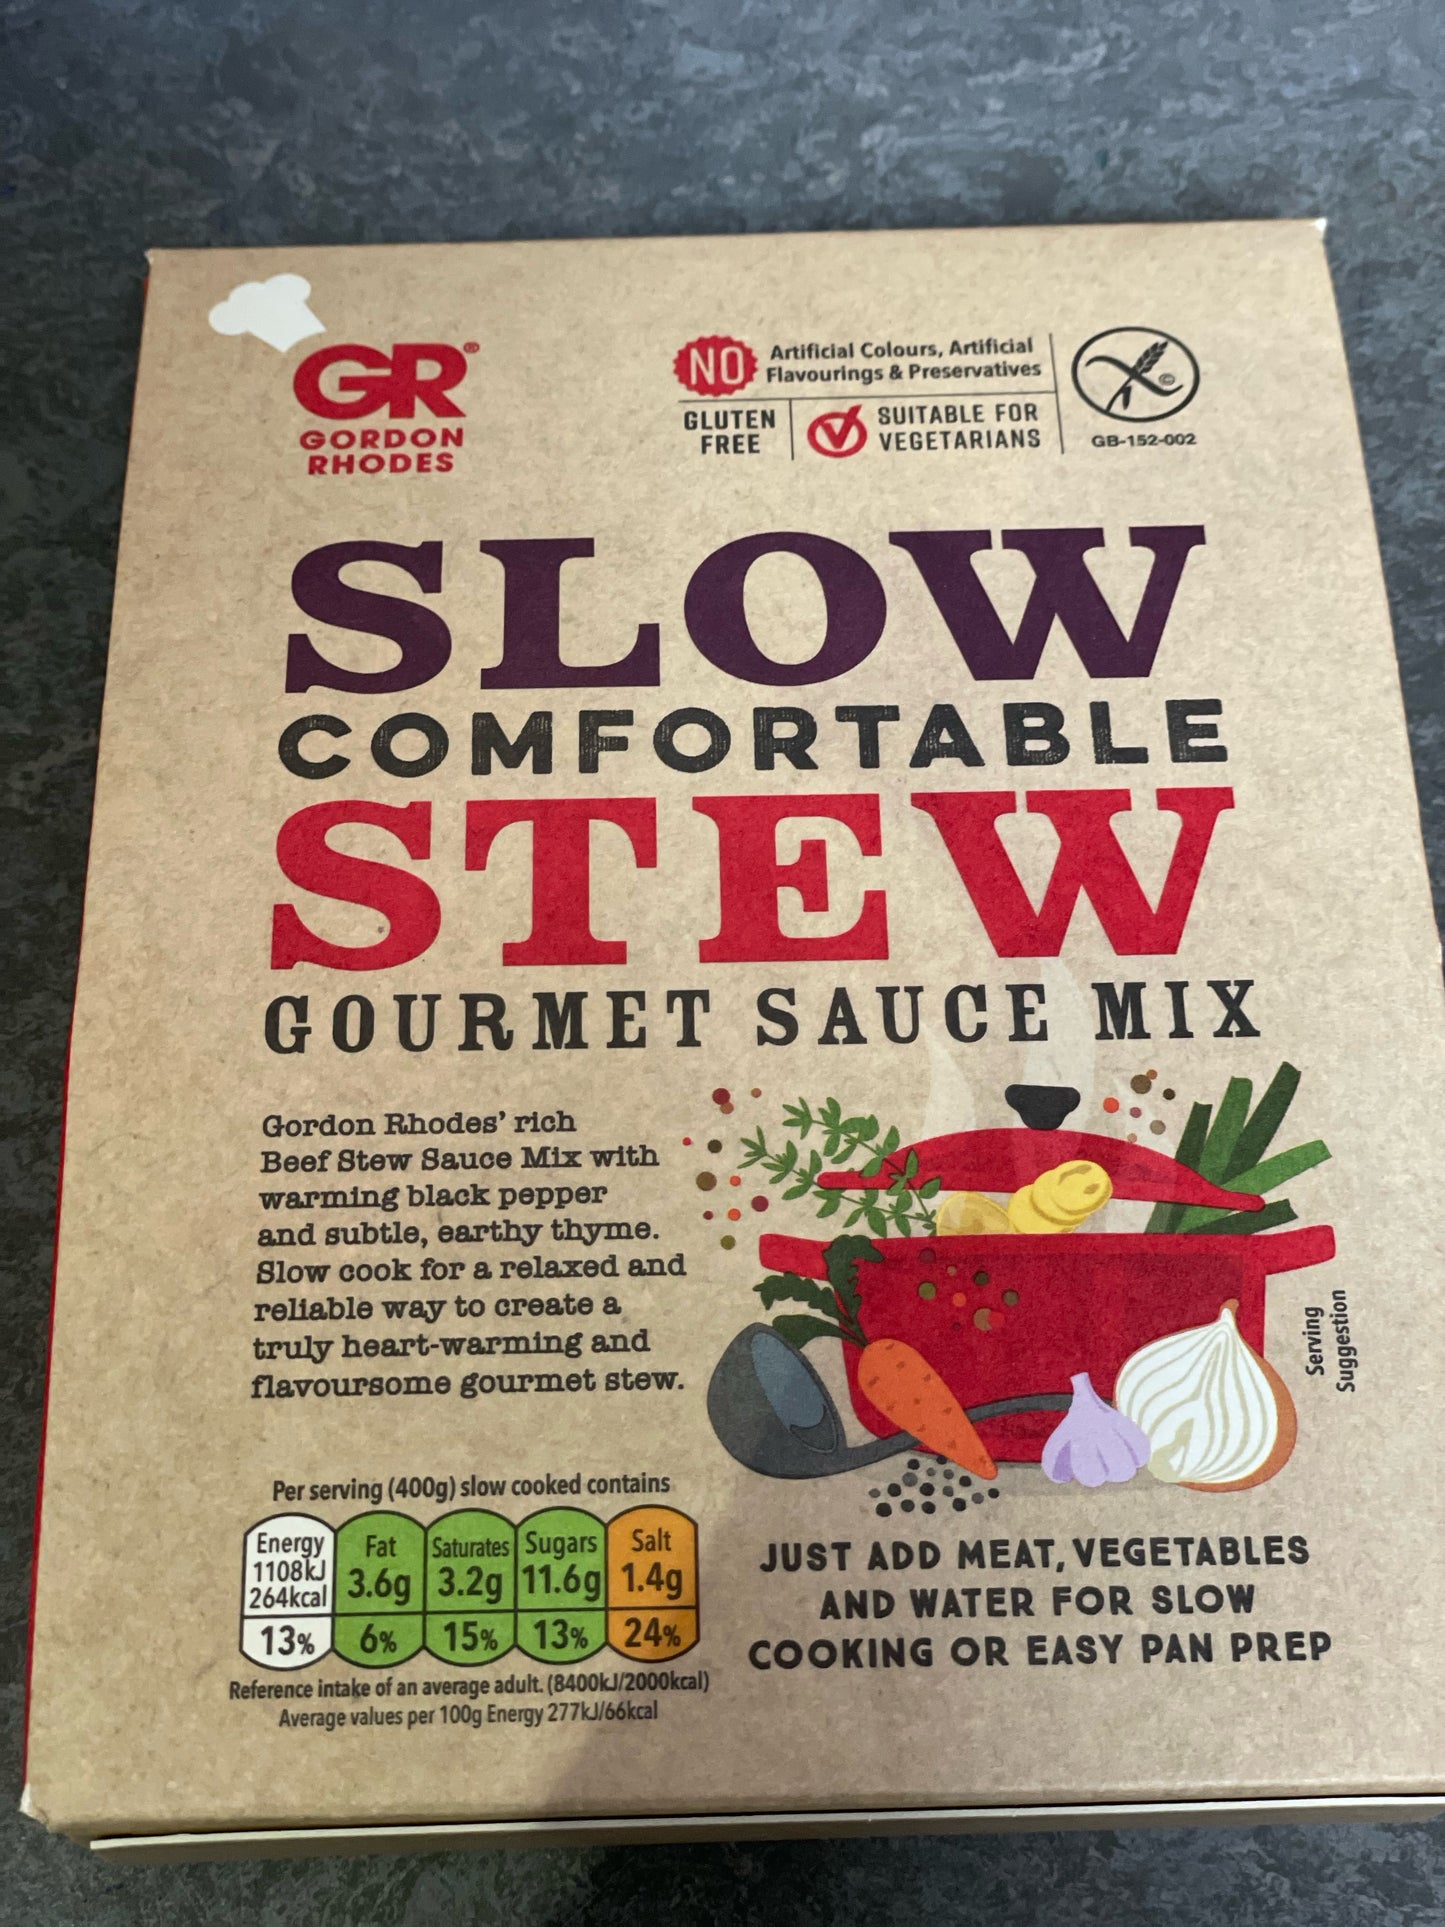 GR®
GORDON
RHODES
NO
Artificial Colours, Artificial
Flavourings & Preservatives
GLUTEN
FREE
SUITABLE FOR
VEGETARIANS
©
GB-152-002
SLOW
COMFORTABLE
STEW
GOURMET SAUCE MIX
Gordon Rhodes' rich
Beef Stew Sauce Mix with
warming black pepper
and subtle, earthy thyme.
Slow cook for a relaxed and
reliable way to create a
truly heart-warming and
flavoursome gourmet stew.
Serving
Suggestion
Per serving (400g) slow cooked contains
Energy
1108kJ
264kcal
13%
Fat
3.6g
6%
Saturates
3.2g
15%
Sugars
11.6g
13%
Salt
1.4g
24%
Reference intake of an average adult. (8400kJ/2000kcal)
Average values per 100g Energy 277kJ/66kcal
JUST ADD MEAT, VEGETABLES
AND WATER FOR SLOW
COOKING OR EASY PAN PREP